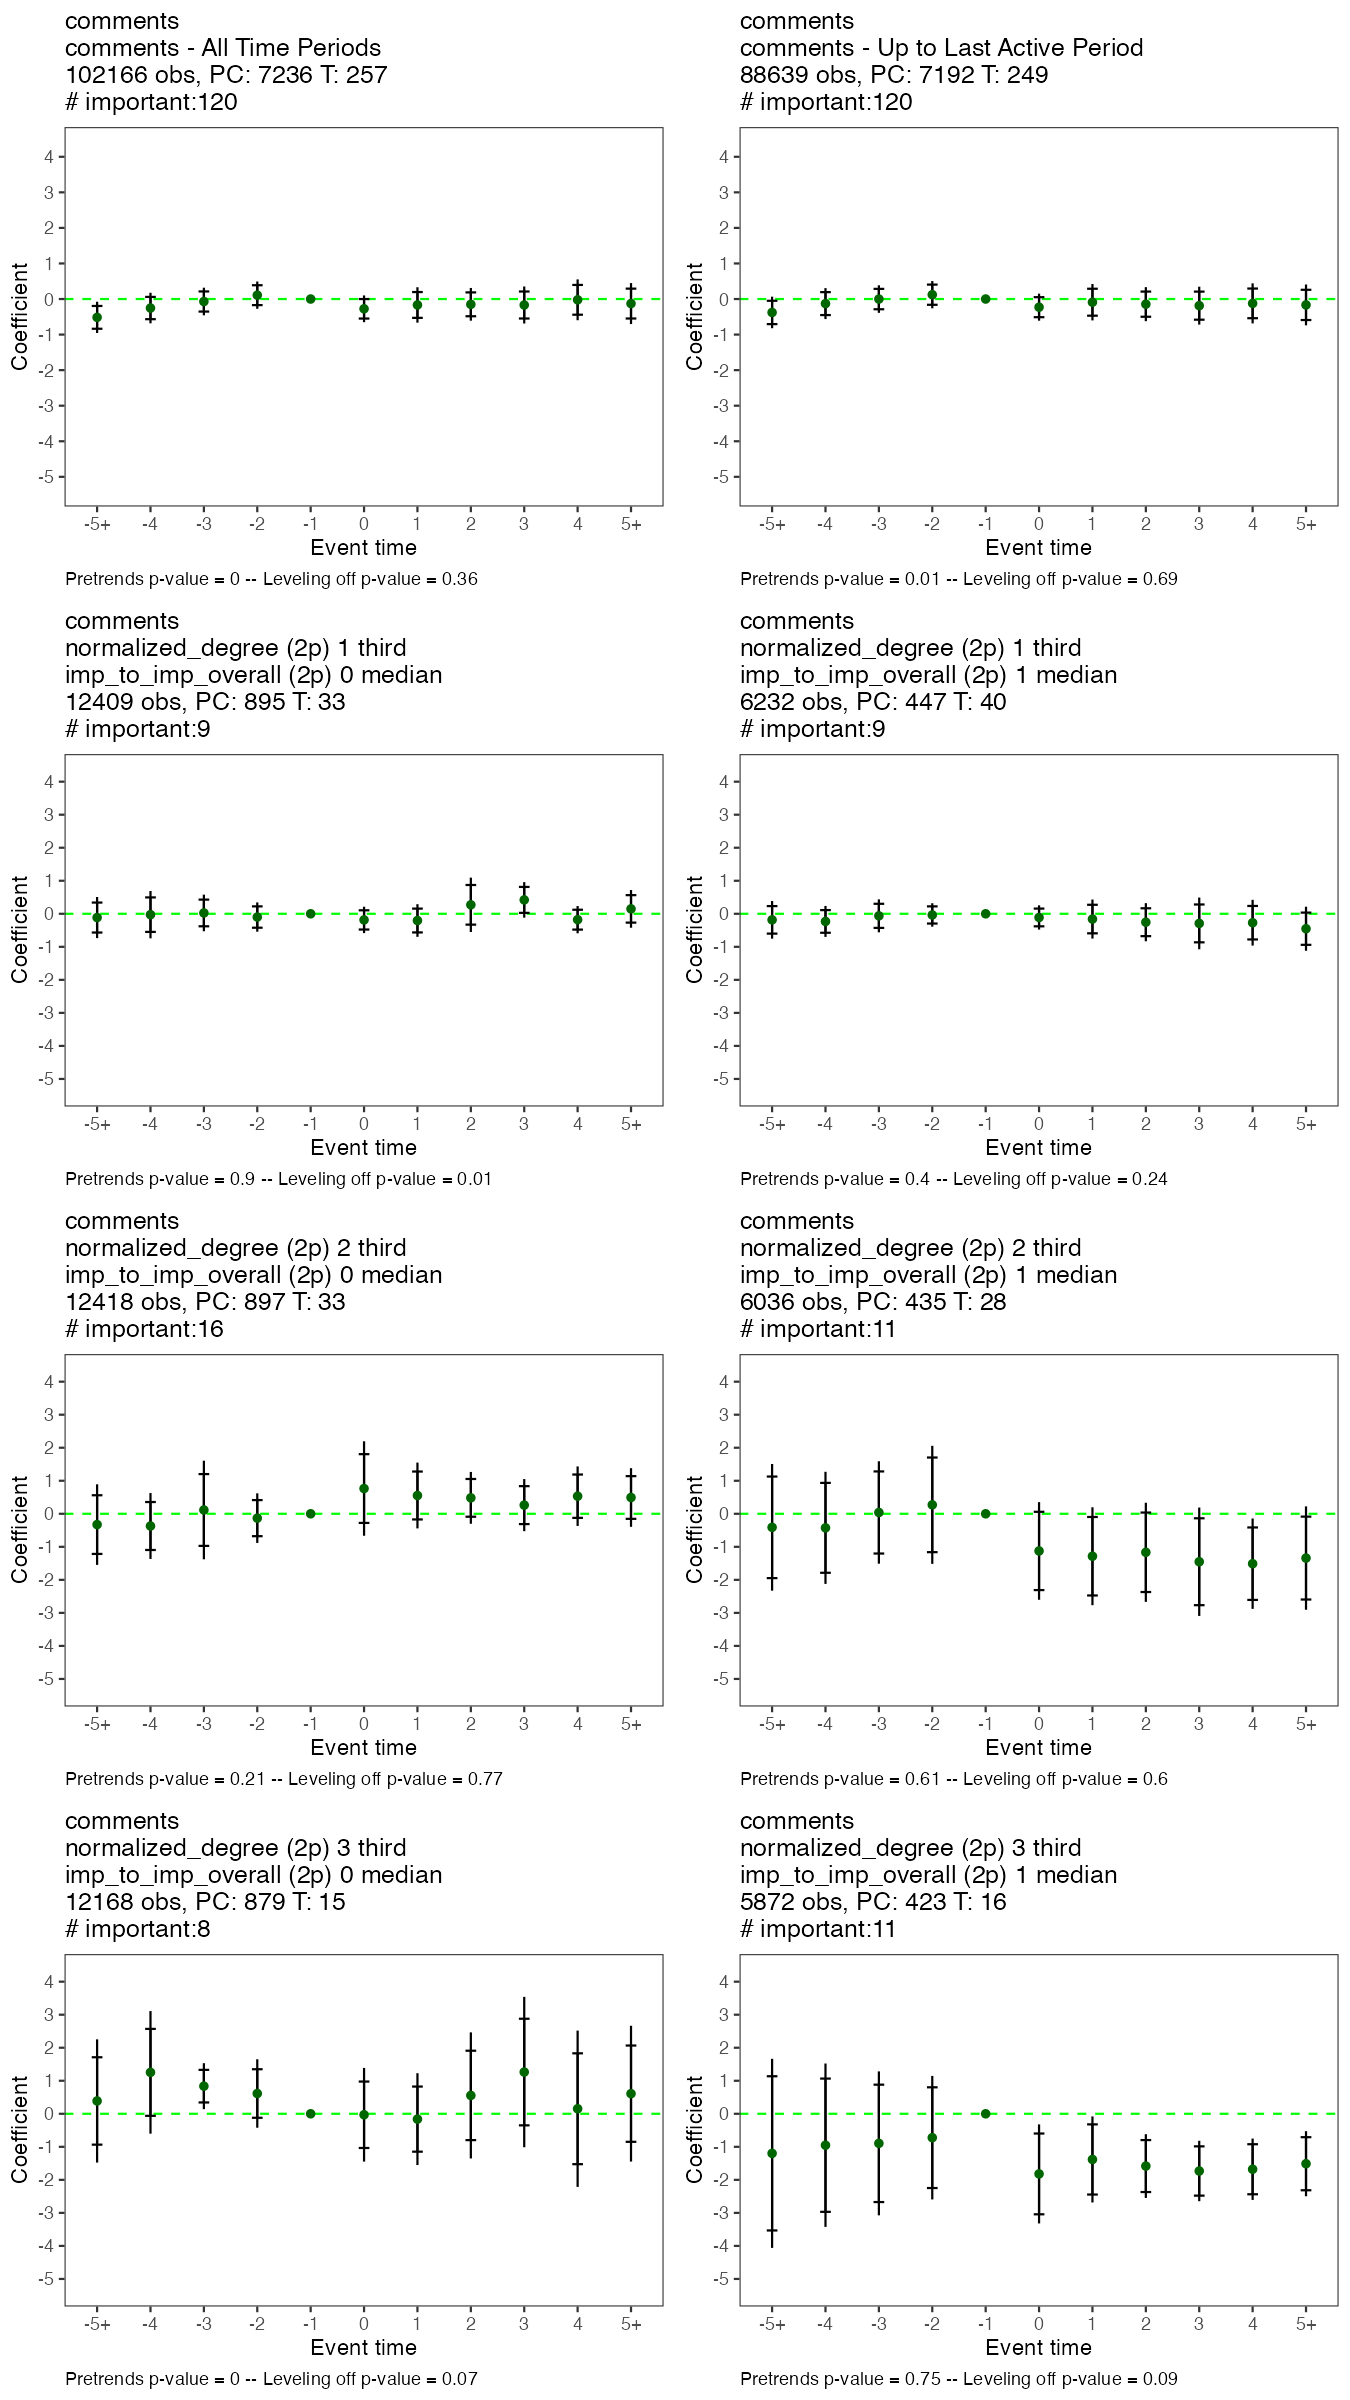 comments
comments - All Time Periods
102166 obs, PC: 7236 T: 257
# important:120
4
3
2
1
0
-1
-2
-3
-4
-5
Coefficient
-5+ -4 -3 -2 -1 0 1 2 3 4 5+
Event time
Pretrends p-value = 0 -- Leveling off p-value = 0.36
comments
comments - Up to Last Active Period
88639 obs, PC: 7192 T: 249
# important:120
4
3
2
1
0
-1
-2
-3
-4
-5
Coefficient
-5+ -4 -3 -2 -1 0 1 2 3 4 5+
Event time
Pretrends p-value = 0.01 -- Leveling off p-value = 0.69
comments
normalized_degree (2p) 1 third
imp_to_imp_overall (2p) 0 median
12409 obs, PC: 895 T: 33
# important:9
4
3
2
1
0
-1
-2
-3
-4
-5
Coefficient
-5+ -4 -3 -2 -1 0 1 2 3 4 5+
Event time
Pretrends p-value = 0.9 -- Leveling off p-value = 0.01
comments
normalized_degree (2p) 1 third
imp_to_imp_overall (2p) 1 median
6232 obs, PC: 447 T: 40
# important:9
4
3
2
1
0
-1
-2
-3
-4
-5
Coefficient
-5+ -4 -3 -2 -1 0 1 2 3 4 5+
Event time
Pretrends p-value = 0.4 -- Leveling off p-value = 0.24
comments
normalized_degree (2p) 2 third
imp_to_imp_overall (2p) 0 median
12418 obs, PC: 897 T: 33
# important:16
4
3
2
1
0
-1
-2
-3
-4
-5
Coefficient
-5+ -4 -3 -2 -1 0 1 2 3 4 5+
Event time
Pretrends p-value = 0.21 -- Leveling off p-value = 0.77
comments
normalized_degree (2p) 2 third
imp_to_imp_overall (2p) 1 median
6036 obs, PC: 435 T: 28
# important:11
4
3
2
1
0
-1
-2
-3
-4
-5
Coefficient
-5+ -4 -3 -2 -1 0 1 2 3 4 5+
Event time
Pretrends p-value = 0.61 -- Leveling off p-value = 0.6
comments
normalized_degree (2p) 3 third
imp_to_imp_overall (2p) 0 median
12168 obs, PC: 879 T: 15
# important:8
4
3
2
1
0
-1
-2
-3
-4
-5
Coefficient
-5+ -4 -3 -2 -1 0 1 2 3 4 5+
Event time
Pretrends p-value = 0 -- Leveling off p-value = 0.07
comments
normalized_degree (2p) 3 third
imp_to_imp_overall (2p) 1 median
5872 obs, PC: 423 T: 16
# important:11
4
3
2
1
0
-1
-2
-3
-4
-5
Coefficient
-5+ -4 -3 -2 -1 0 1 2 3 4 5+
Event time
Pretrends p-value = 0.75 -- Leveling off p-value = 0.09